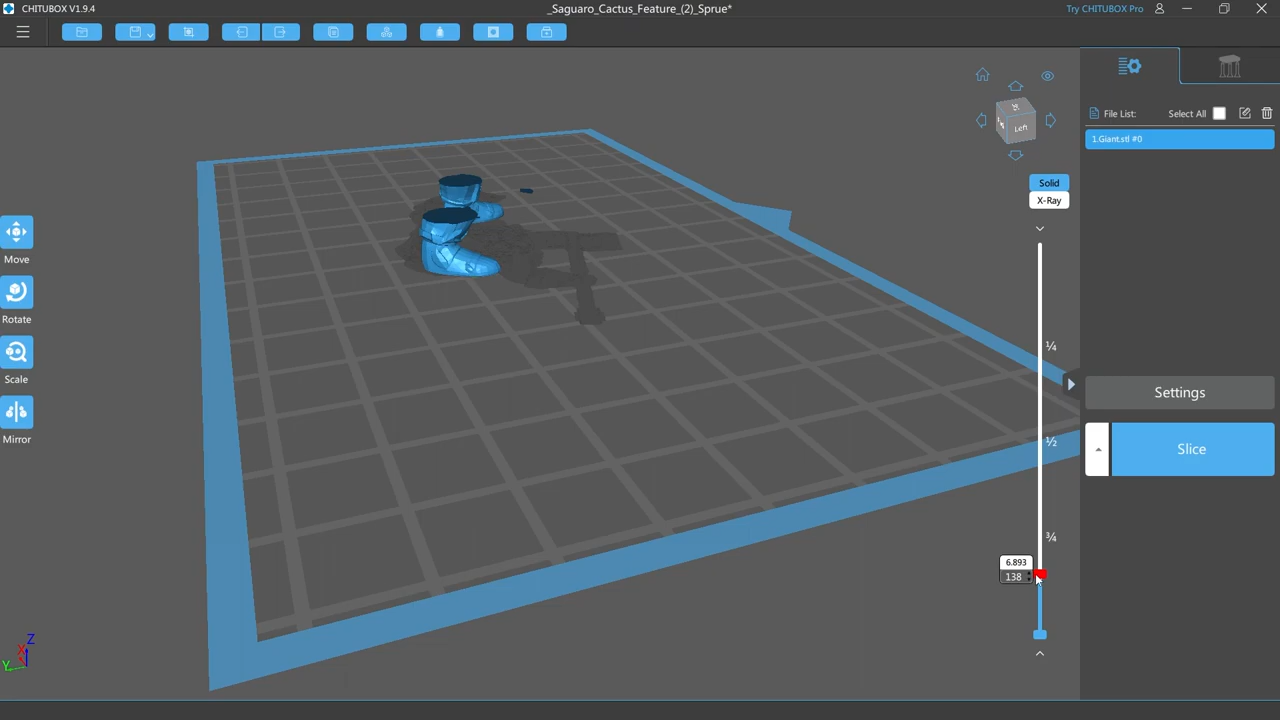 CHITUBOX V1.9.4
_Saguaro_Cactus_Feature_(2)_Sprue*
Try CHITUBOX Pro
File List:
Select All
1.Giant.stl #0
Left
Solid
X-Ray
Move
Rotate
Scale
Mirror
¼
½
¾
6.893
138
Settings
Slice
Z
X
Y